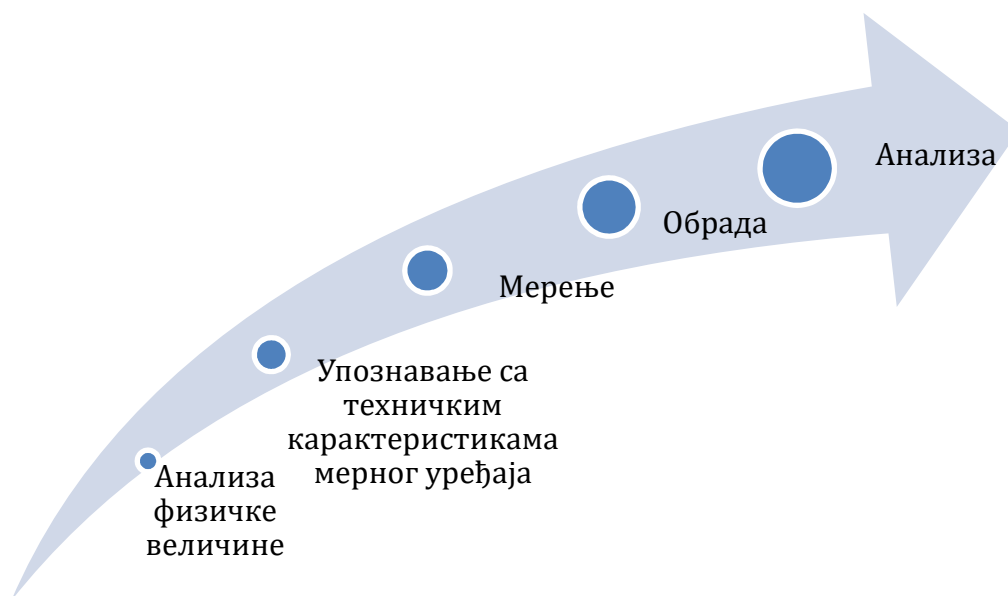 Анализа
физичке
величине
Упознавање са
техничким
карактеристикама
мерног уређаја
Мерење
Обрада
Анализа